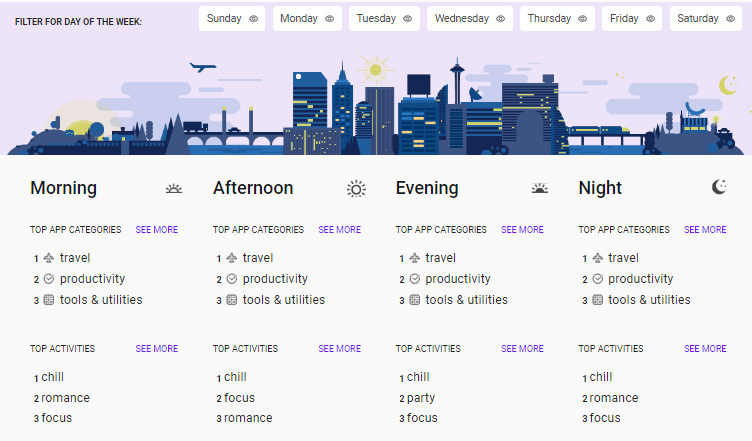 FILTER FOR DAY OF THE WEEK: Sunday Monday Tuesday Wednesday Thursday Friday Saturday
Morning Afternoon Evening Night
TOP APP CATEGORIES SEE MORE TOP APP CATEGORIES SEE MORE TOP APP CATEGORIES SEE MORE TOP APP CATEGORIES SEE MORE
1 travel 1 travel 1 travel 1 travel
2 productivity 2 productivity 2 productivity 2 productivity
3 tools & utilities 3 tools & utilities 3 tools & utilities 3 tools & utilities
TOP ACTIVITIES SEE MORE TOP ACTIVITIES SEE MORE TOP ACTIVITIES SEE MORE TOP ACTIVITIES SEE MORE
1 chill 1 chill 1 chill 1 chill
2 romance 2 focus 2 party 2 romance
3 focus 3 romance 3 focus 3 focus